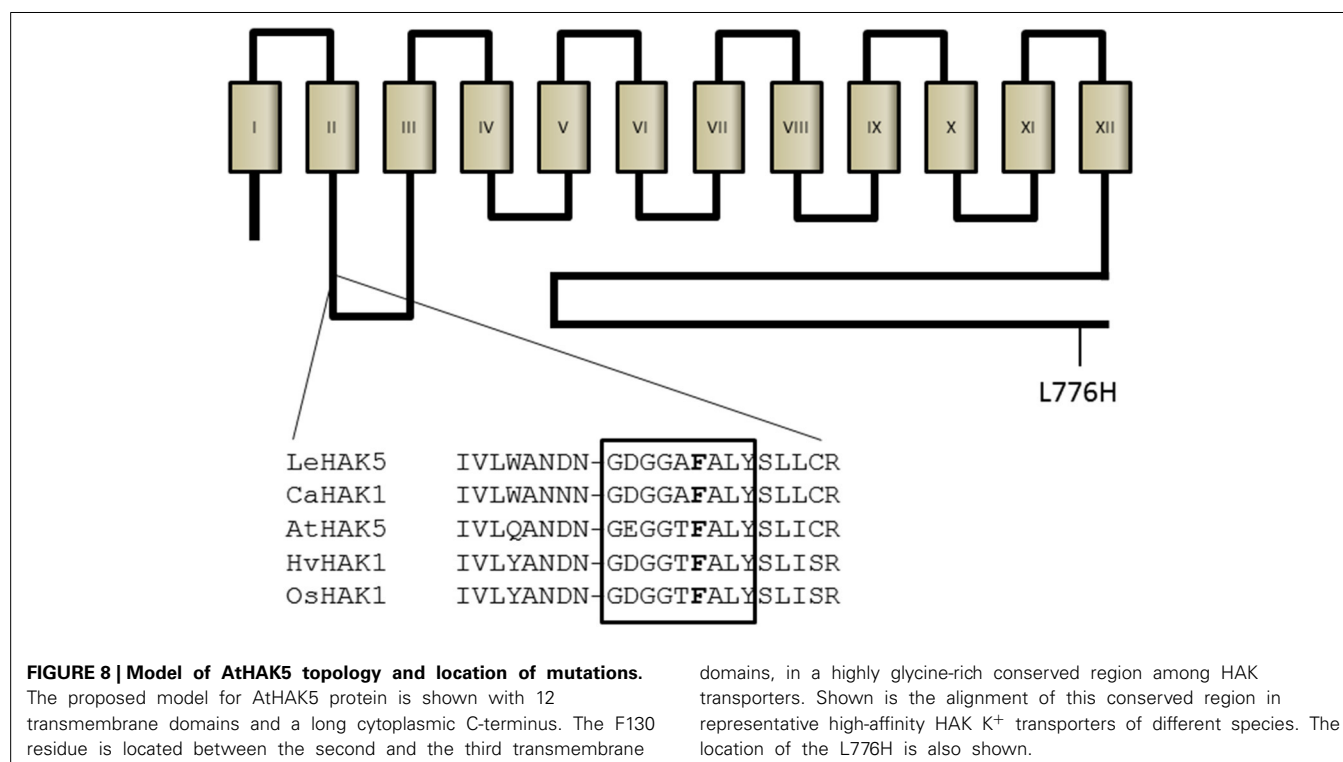 I II III IV V VI VII VIII IX X XI XII
L776H
LeHAK5 IVLWANDN-GDGGAFALYSLLCR
CaHAK1 IVLWANNN-GDGGAFALYSLLCR
AtHAK5 IVLQANDN-GEGGTFALYSLICR
HvHAK1 IVLYANDN-GDGGTFALYSLISR
OsHAK1 IVLYANDN-GDGGTFALYSLISR
FIGURE 8 | Model of AtHAK5 topology and location of mutations.
The proposed model for AtHAK5 protein is shown with 12
transmembrane domains and a long cytoplasmic C-terminus. The F130
residue is located between the second and the third transmembrane
domains, in a highly glycine-rich conserved region among HAK
transporters. Shown is the alignment of this conserved region in
representative high-affinity HAK K+ transporters of different species. The
location of the L776H is also shown.